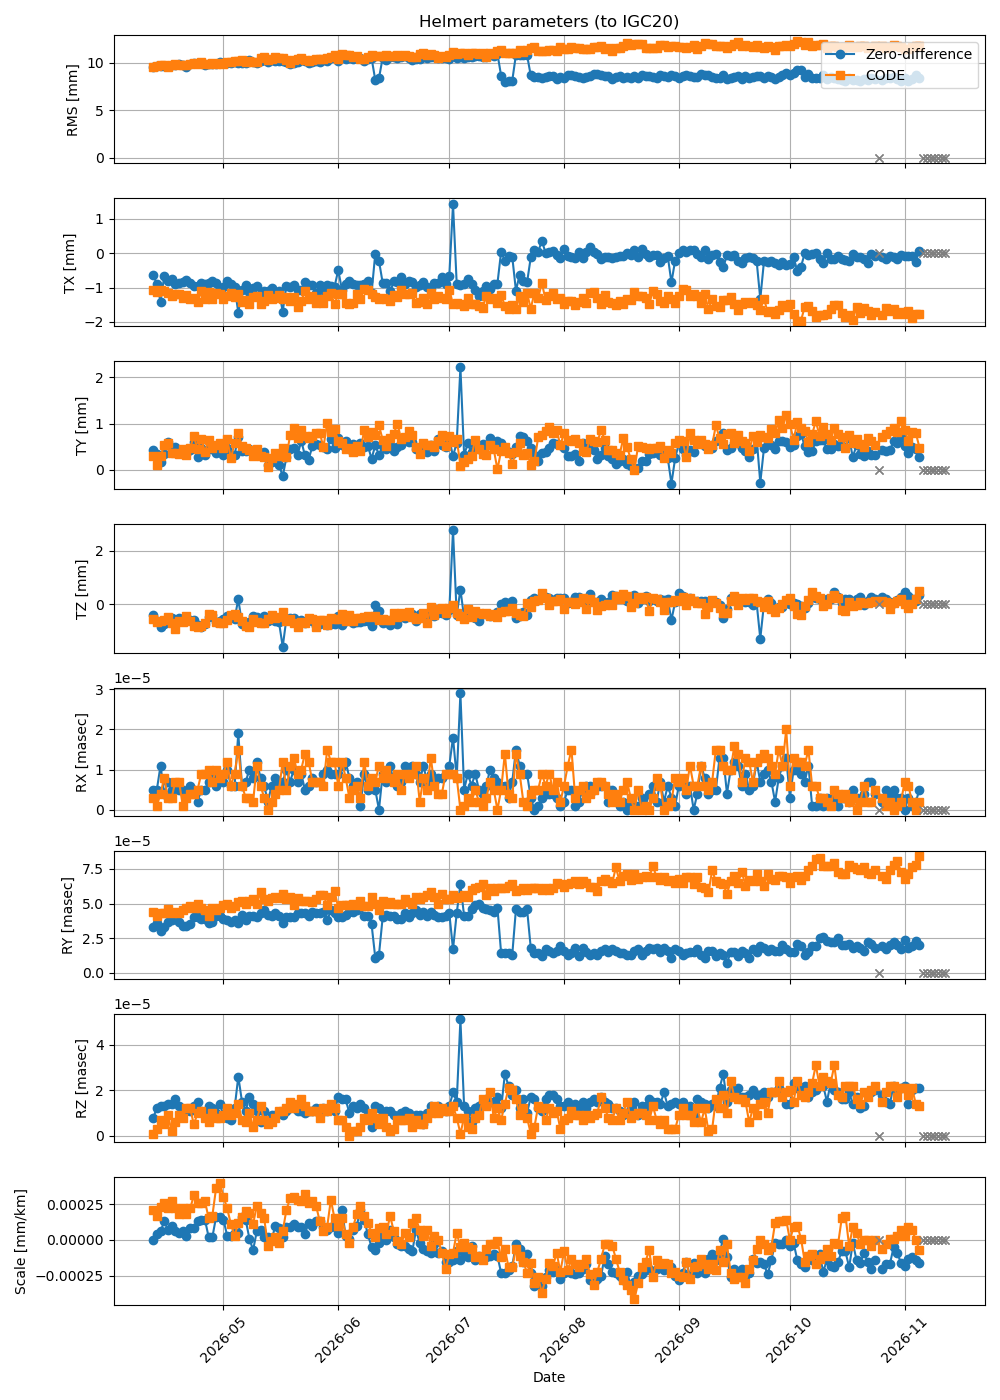 Helmert parameters (to IGC20)
RMS [mm]
10
5
0
Zero-difference
CODE
TX [mm]
1
0
−1
−2
TY [mm]
2
1
0
TZ [mm]
2
0
1e−5
RX [masec]
3
2
1
0
1e−5
RY [masec]
7.5
5.0
2.5
0.0
1e−5
RZ [masec]
4
2
0
Scale [mm/km]
0.00025
0.00000
−0.00025
2026-05
2026-06
2026-07
2026-08
2026-09
2026-10
2026-11
Date